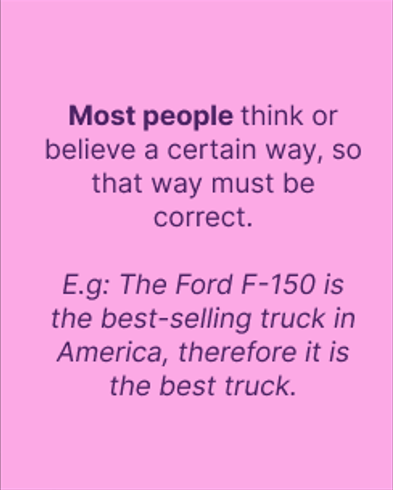 Most people think or
believe a certain way, so
that way must be
correct.
E.g: The Ford F-150 is
the best-selling truck in
America, therefore it is
the best truck.